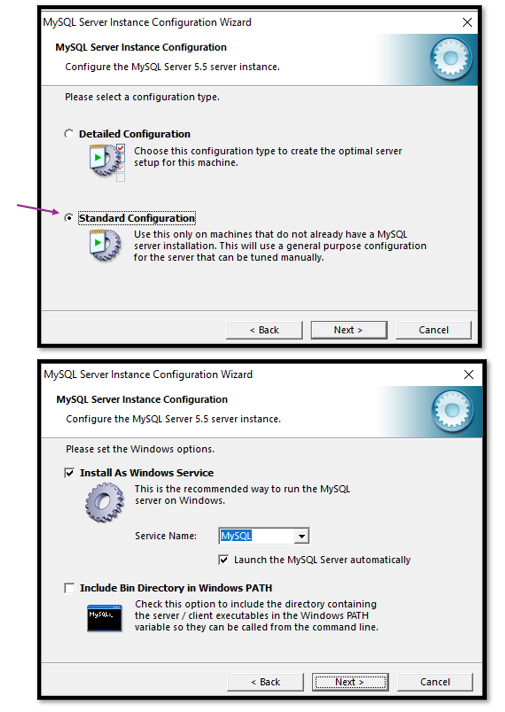 MySQL Server Instance Configuration Wizard
MySQL Server Instance Configuration
Configure the MySQL Server 5.5 server instance.
Please select a configuration type.
Detailed Configuration
Choose this configuration type to create the optimal server
setup for this machine.
Standard Configuration
Use this only on machines that do not already have a MySQL
server installation. This will use a general purpose configuration
for the server that can be tuned manually.
< Back
Next >
Cancel
MySQL Server Instance Configuration Wizard
MySQL Server Instance Configuration
Configure the MySQL Server 5.5 server instance.
Please set the Windows options.
Install As Windows Service
This is the recommended way to run the MySQL
server on Windows.
Service Name:
MySQL
Launch the MySQL Server automatically
Include Bin Directory in Windows PATH
Check this option to include the directory containing
the server / client executables in the Windows PATH
variable so they can be called from the command line.
< Back
Next >
Cancel